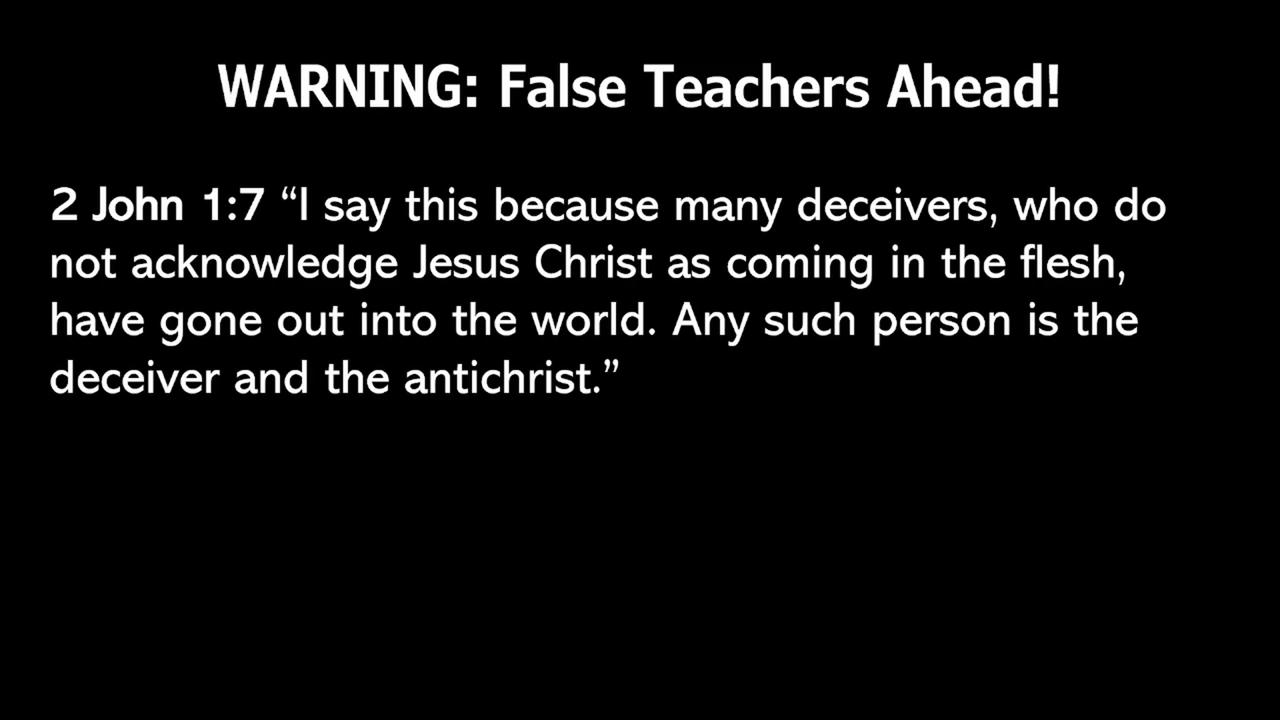 WARNING: False Teachers Ahead!
2 John 1:7 “I say this because many deceivers, who do
not acknowledge Jesus Christ as coming in the flesh,
have gone out into the world. Any such person is the
deceiver and the antichrist.”